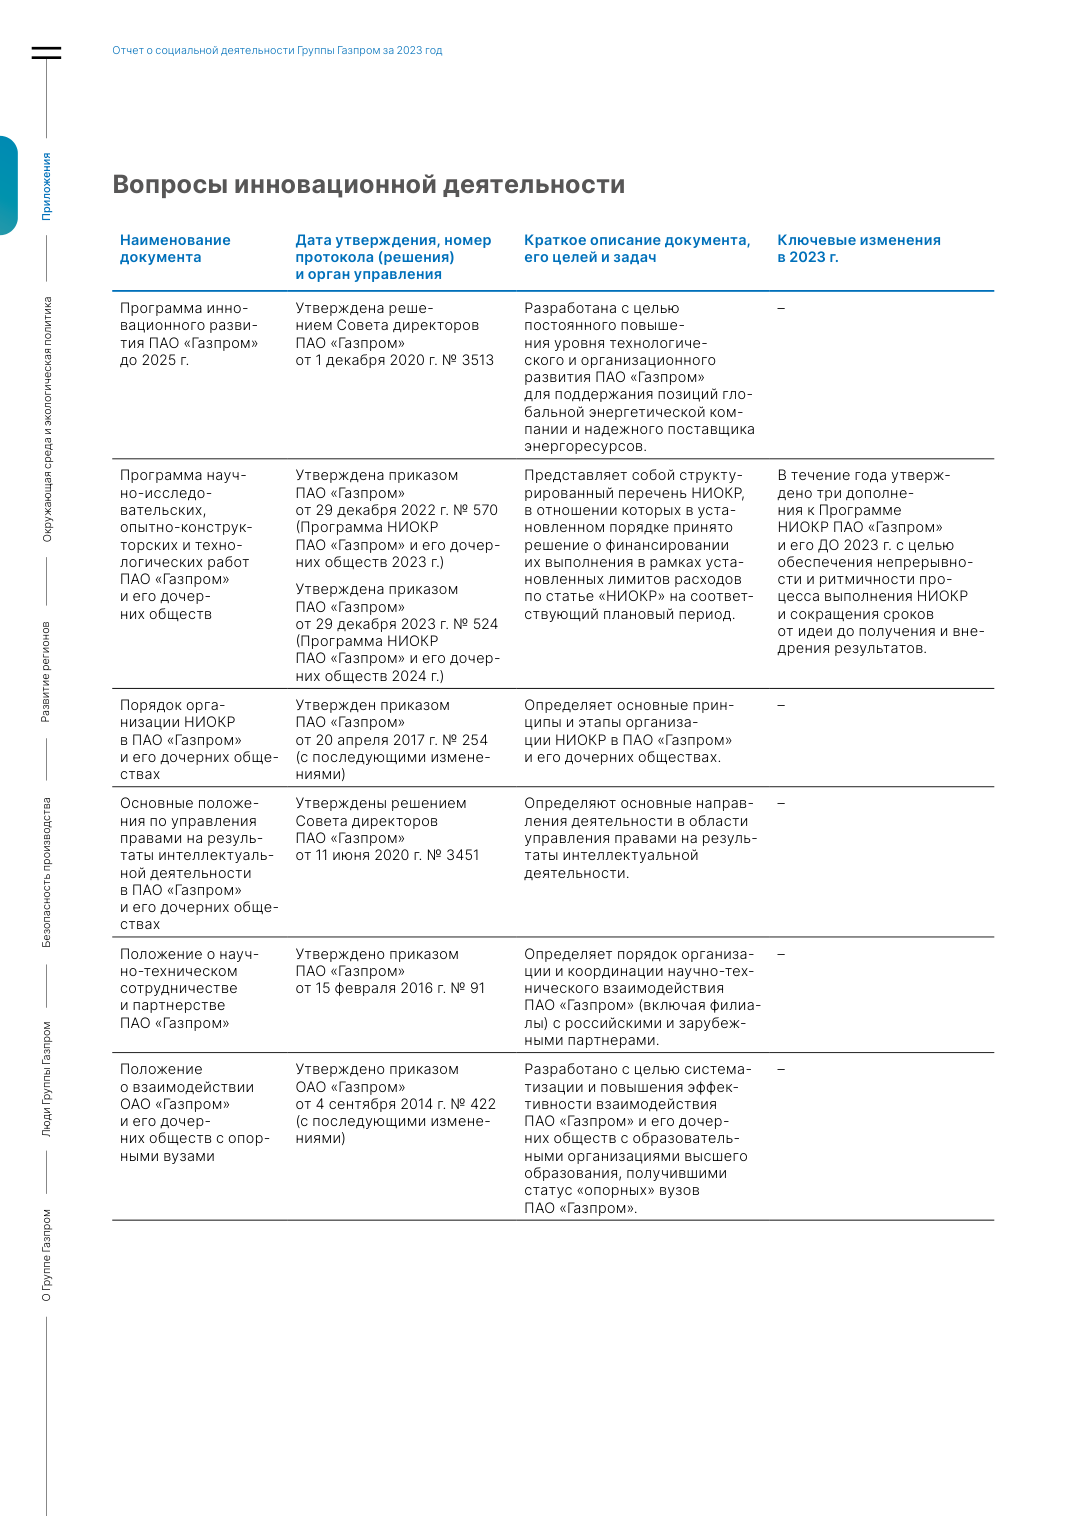 Отчет о социальной деятельности Группы Газпром за 2023 год
Приложения
Окружающая среда и экологическая политика
Развитие регионов
Безопасность производства
Люди Группы Газпром
О Группе Газпром
Вопросы инновационной деятельности
Наименование
документа
Дата утверждения, номер
протокола (решения)
и орган управления
Краткое описание документа,
его целей и задач
Ключевые изменения
в 2023 г.
Программа инно-
вационного разви-
тия ПАО «Газпром»
до 2025 г.
Утверждена реше-
нием Совета директоров
ПАО «Газпром»
от 1 декабря 2020 г. № 3513
Разработана с целью
постоянного повыше-
ния уровня технологиче-
ского и организационного
развития ПАО «Газпром»
для поддержания позиций гло-
бальной энергетической ком-
пании и надежного поставщика
энергоресурсов.
–
Программа науч-
но-исследо-
вательских,
опытно-конструк-
торских и техно-
логических работ
ПАО «Газпром»
и его дочер-
них обществ
Утверждена приказом
ПАО «Газпром»
от 29 декабря 2022 г. № 570
(Программа НИОКР
ПАО «Газпром» и его дочер-
них обществ 2023 г.)
Утверждена приказом
ПАО «Газпром»
от 29 декабря 2023 г. № 524
(Программа НИОКР
ПАО «Газпром» и его дочер-
них обществ 2024 г.)
Представляет собой структу-
рированный перечень НИОКР,
в отношении которых в уста-
новленном порядке принято
решение о финансировании
их выполнения в рамках уста-
новленных лимитов расходов
по статье «НИОКР» на соответ-
ствующий плановый период.
В течение года утверж-
дено три дополне-
ния к Программе
НИОКР ПАО «Газпром»
и его ДО 2023 г. с целью
обеспечения непрерывно-
сти и ритмичности про-
цесса выполнения НИОКР
и сокращения сроков
от идеи до получения и вне-
дрения результатов.
Порядок орга-
низации НИОКР
в ПАО «Газпром»
и его дочерних обще-
ствах
Утвержден приказом
ПАО «Газпром»
от 20 апреля 2017 г. № 254
(с последующими измене-
ниями)
Определяет основные прин-
ципы и этапы организа-
ции НИОКР в ПАО «Газпром»
и его дочерних обществах.
–
Основные положе-
ния по управления
правами на резуль-
таты интеллектуаль-
ной деятельности
в ПАО «Газпром»
и его дочерних обще-
ствах
Утверждены решением
Совета директоров
ПАО «Газпром»
от 11 июня 2020 г. № 3451
Определяют основные направ-
ления деятельности в области
управления правами на резуль-
таты интеллектуальной
деятельности.
–
Положение о науч-
но-техническом
сотрудничестве
и партнерстве
ПАО «Газпром»
Утверждено приказом
ПАО «Газпром»
от 15 февраля 2016 г. № 91
Определяет порядок организа-
ции и координации научно-тех-
нического взаимодействия
ПАО «Газпром» (включая филиа-
лы) с российскими и зарубеж-
ными партнерами.
–
Положение
о взаимодействии
ОАО «Газпром»
и его дочер-
них обществ с опор-
ными вузами
Утверждено приказом
ОАО «Газпром»
от 4 сентября 2014 г. № 422
(с последующими измене-
ниями)
Разработано с целью система-
тизации и повышения эффек-
тивности взаимодействия
ПАО «Газпром» и его дочер-
них обществ с образователь-
ными организациями высшего
образования, получившими
статус «опорных» вузов
ПАО «Газпром».
–